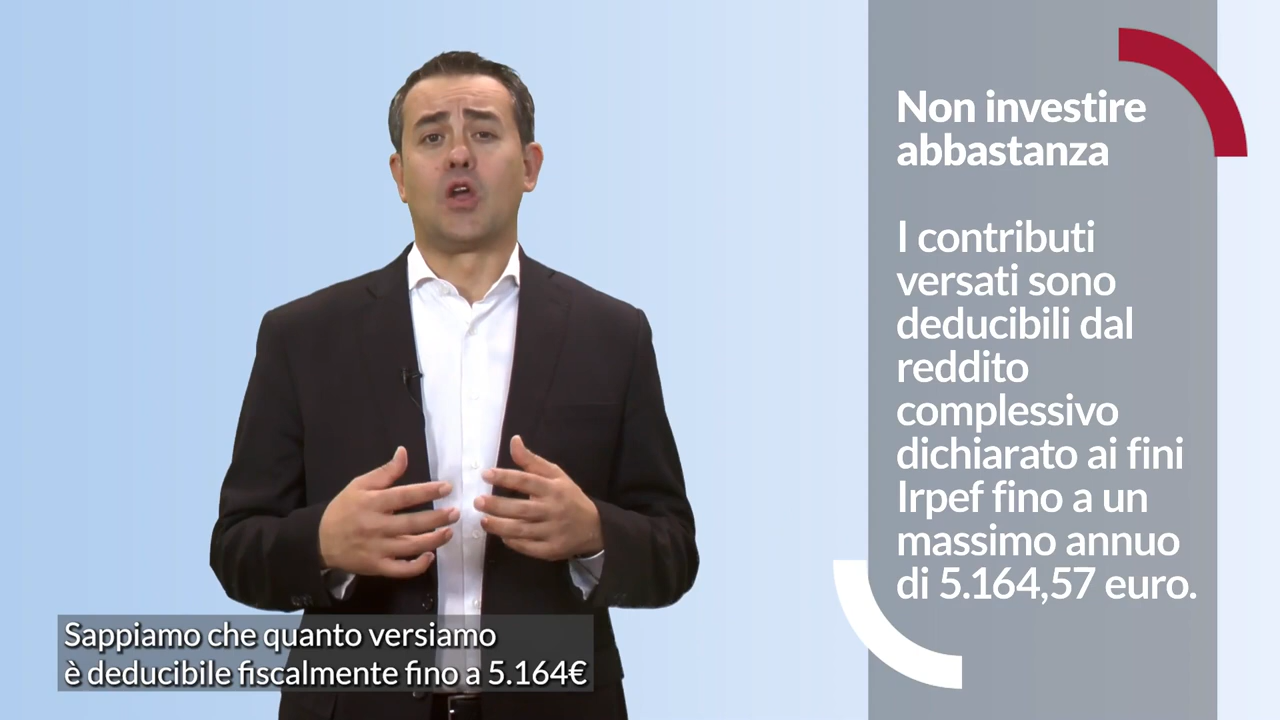 Non investire
abbastanza
I contributi
versati sono
deducibili dal
reddito
complessivo
dichiarato ai fini
Irpef fino a un
massimo annuo
di 5.164,57 euro.
Sappiamo che quanto versiamo
è deducibile fiscalmente fino a 5.164€